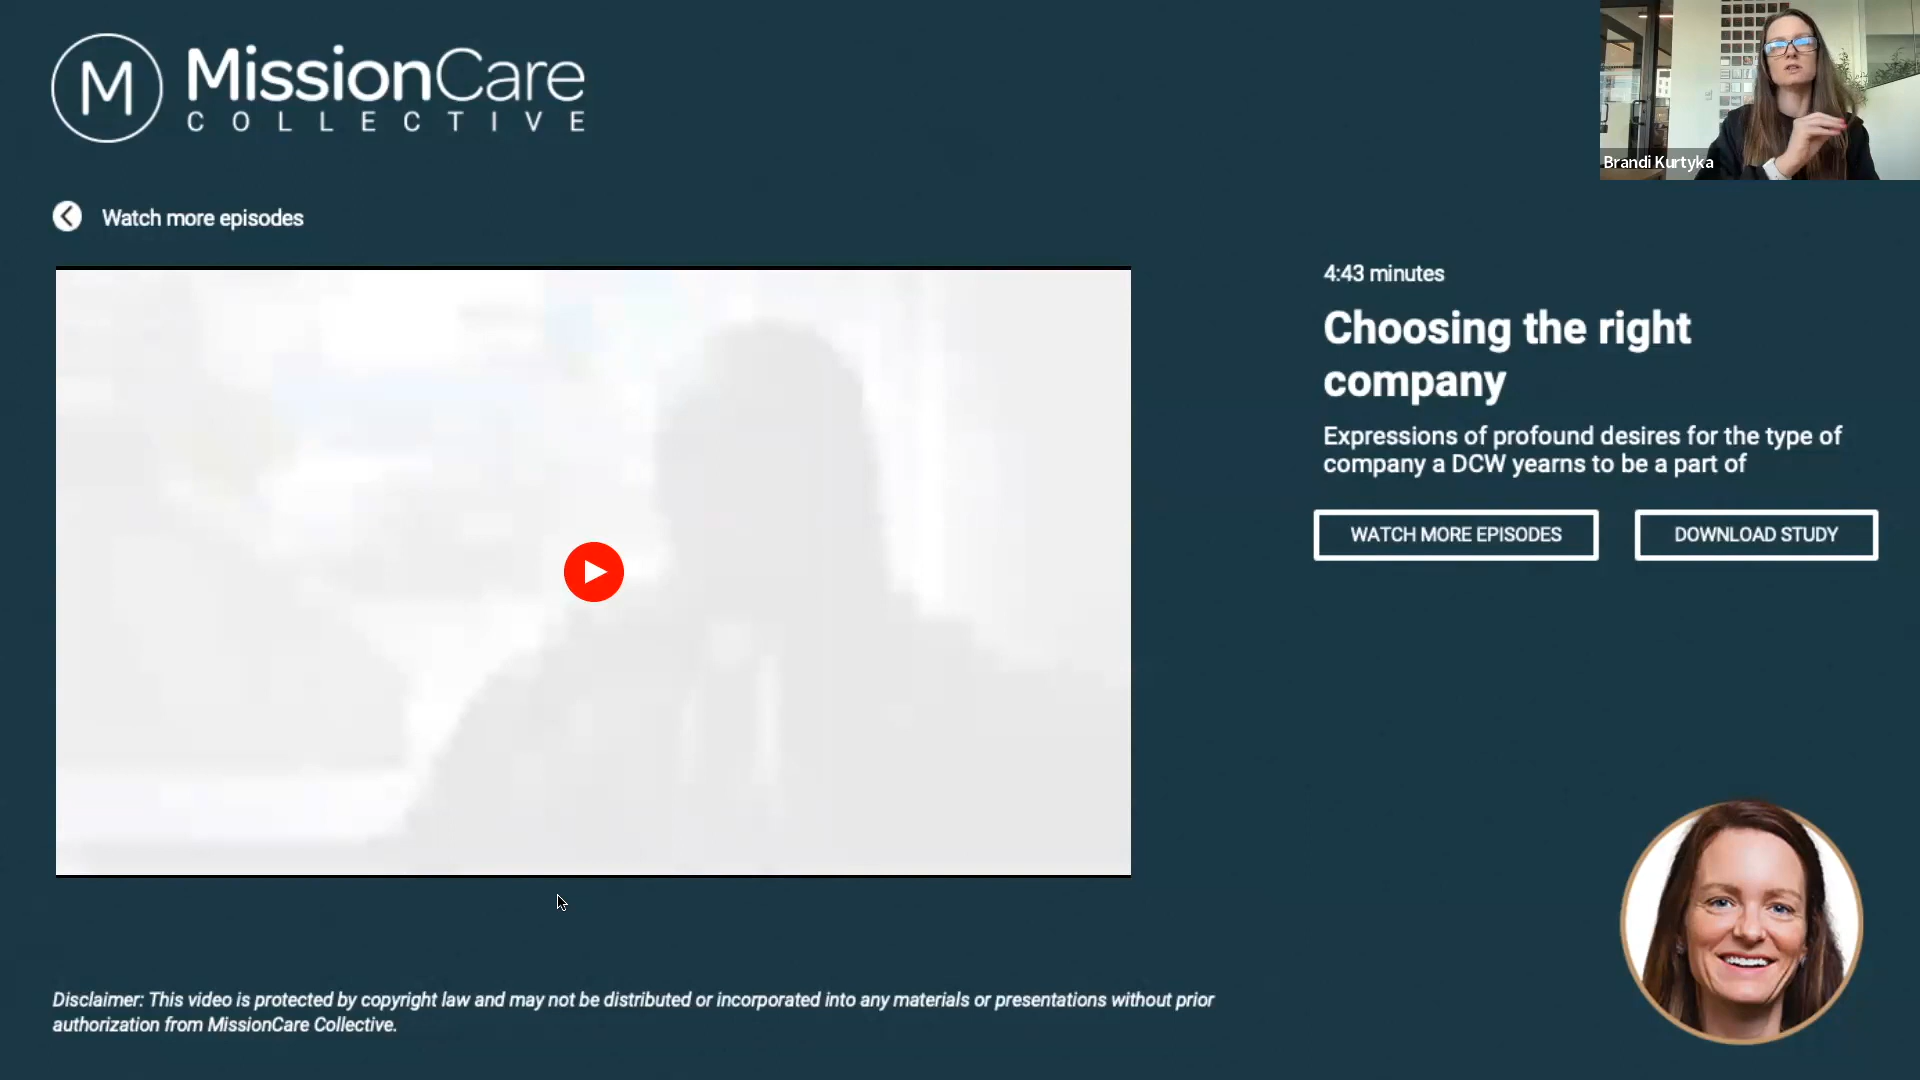 M
MissionCare
COLLECTIVE
Brandi Kurtyka
Watch more episodes
4:43 minutes
Choosing the right
company
Expressions of profound desires for the type of
company a DCW yearns to be a part of
WATCH MORE EPISODES
DOWNLOAD STUDY
Disclaimer: This video is protected by copyright law and may not be distributed or incorporated into any materials or presentations without prior
authorization from MissionCare Collective.